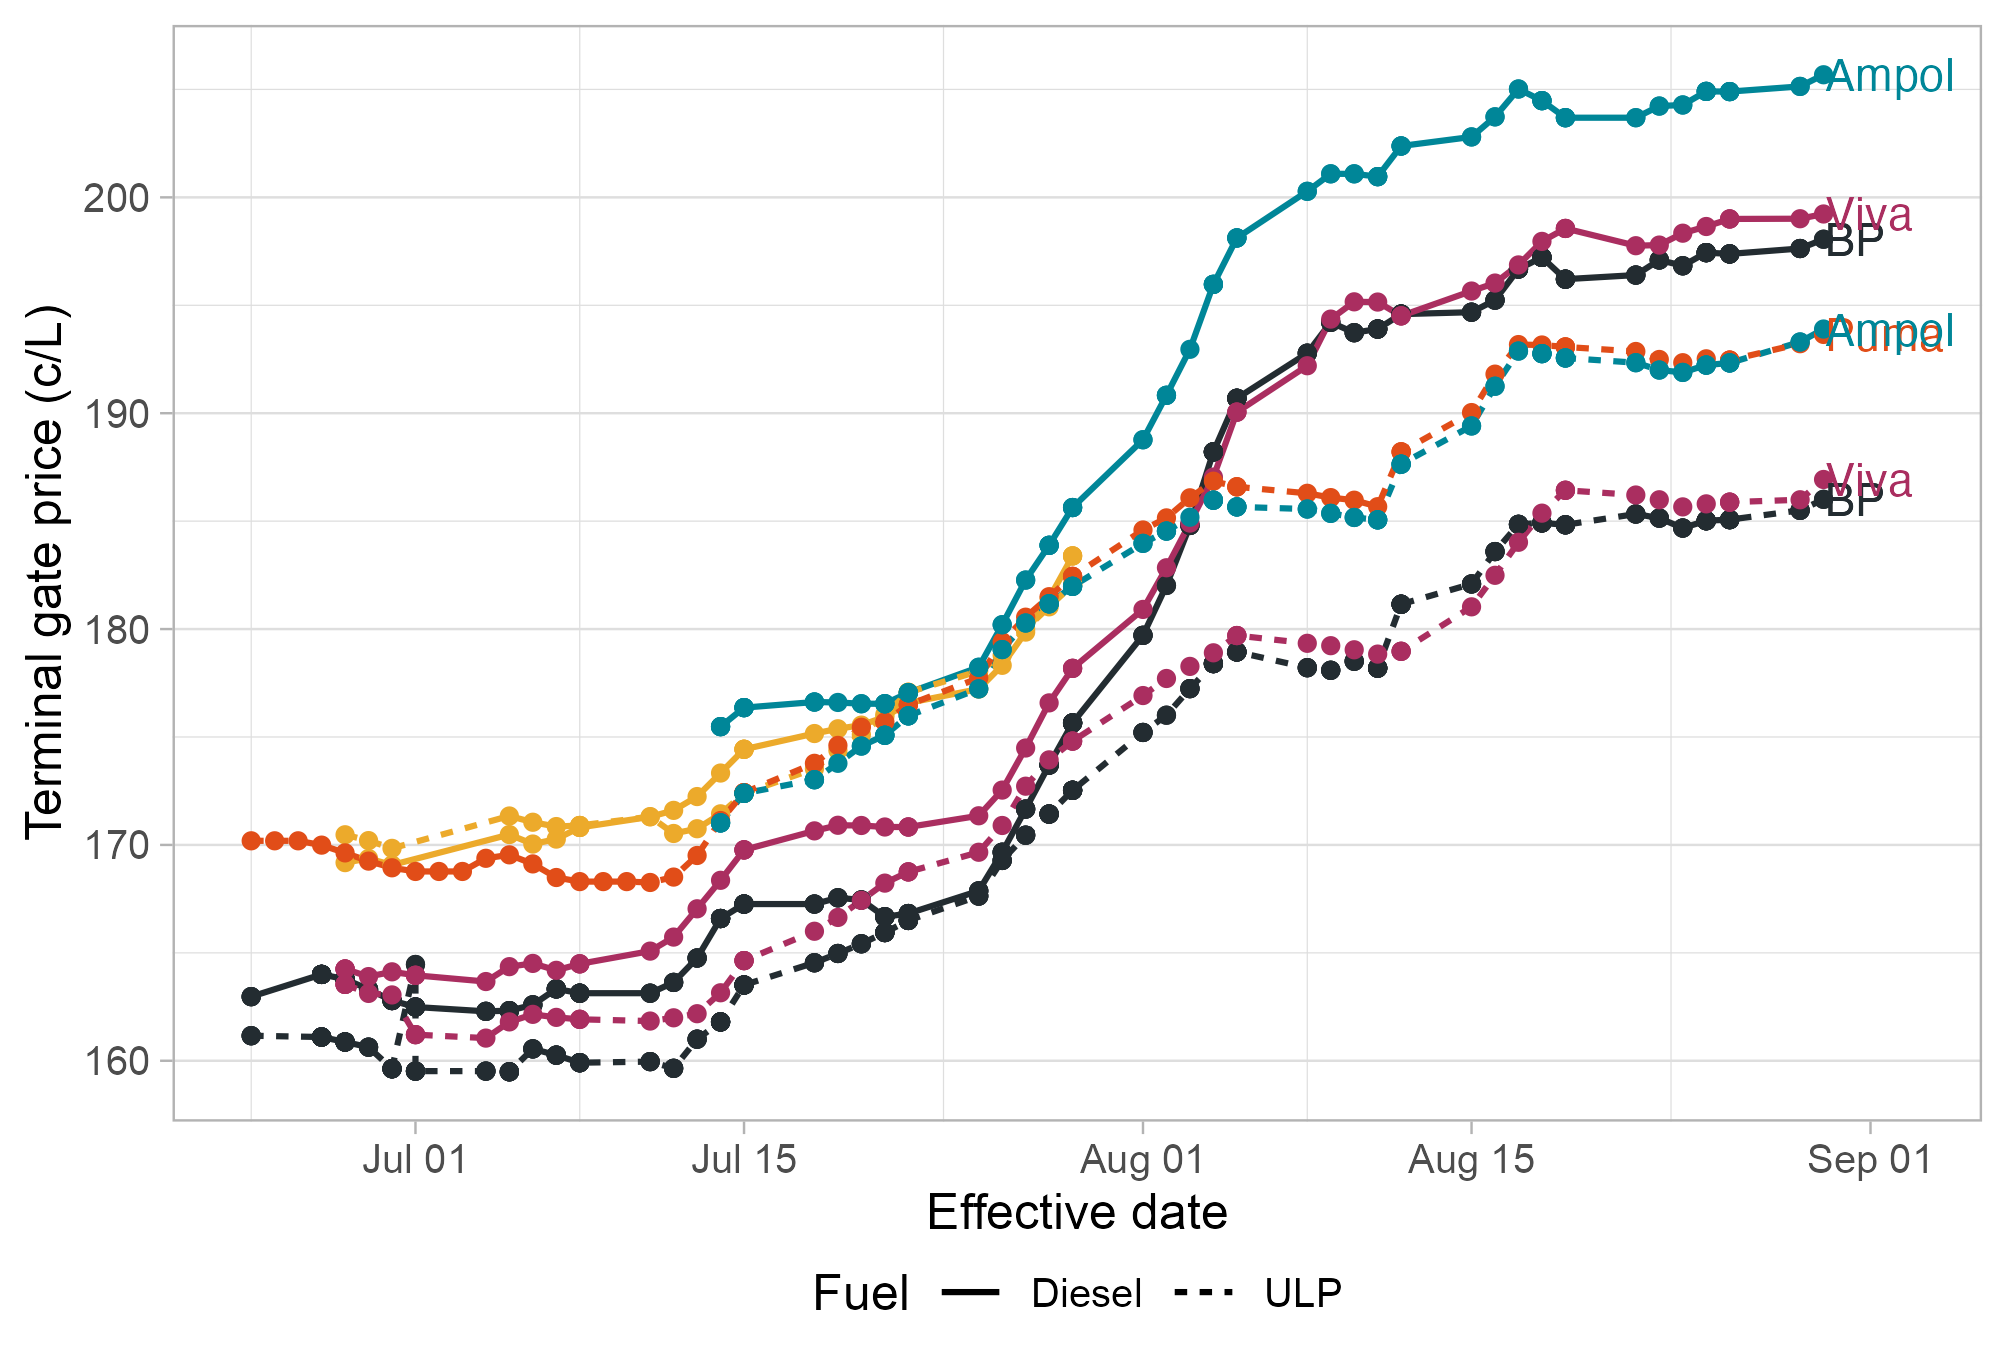 Ampol
Viva
BP
Ampol
Puma
Viva
BP
200
190
180
170
160
Terminal gate price (c/L)
Jul 01
Jul 15
Aug 01
Aug 15
Sep 01
Effective date
Fuel Diesel ULP